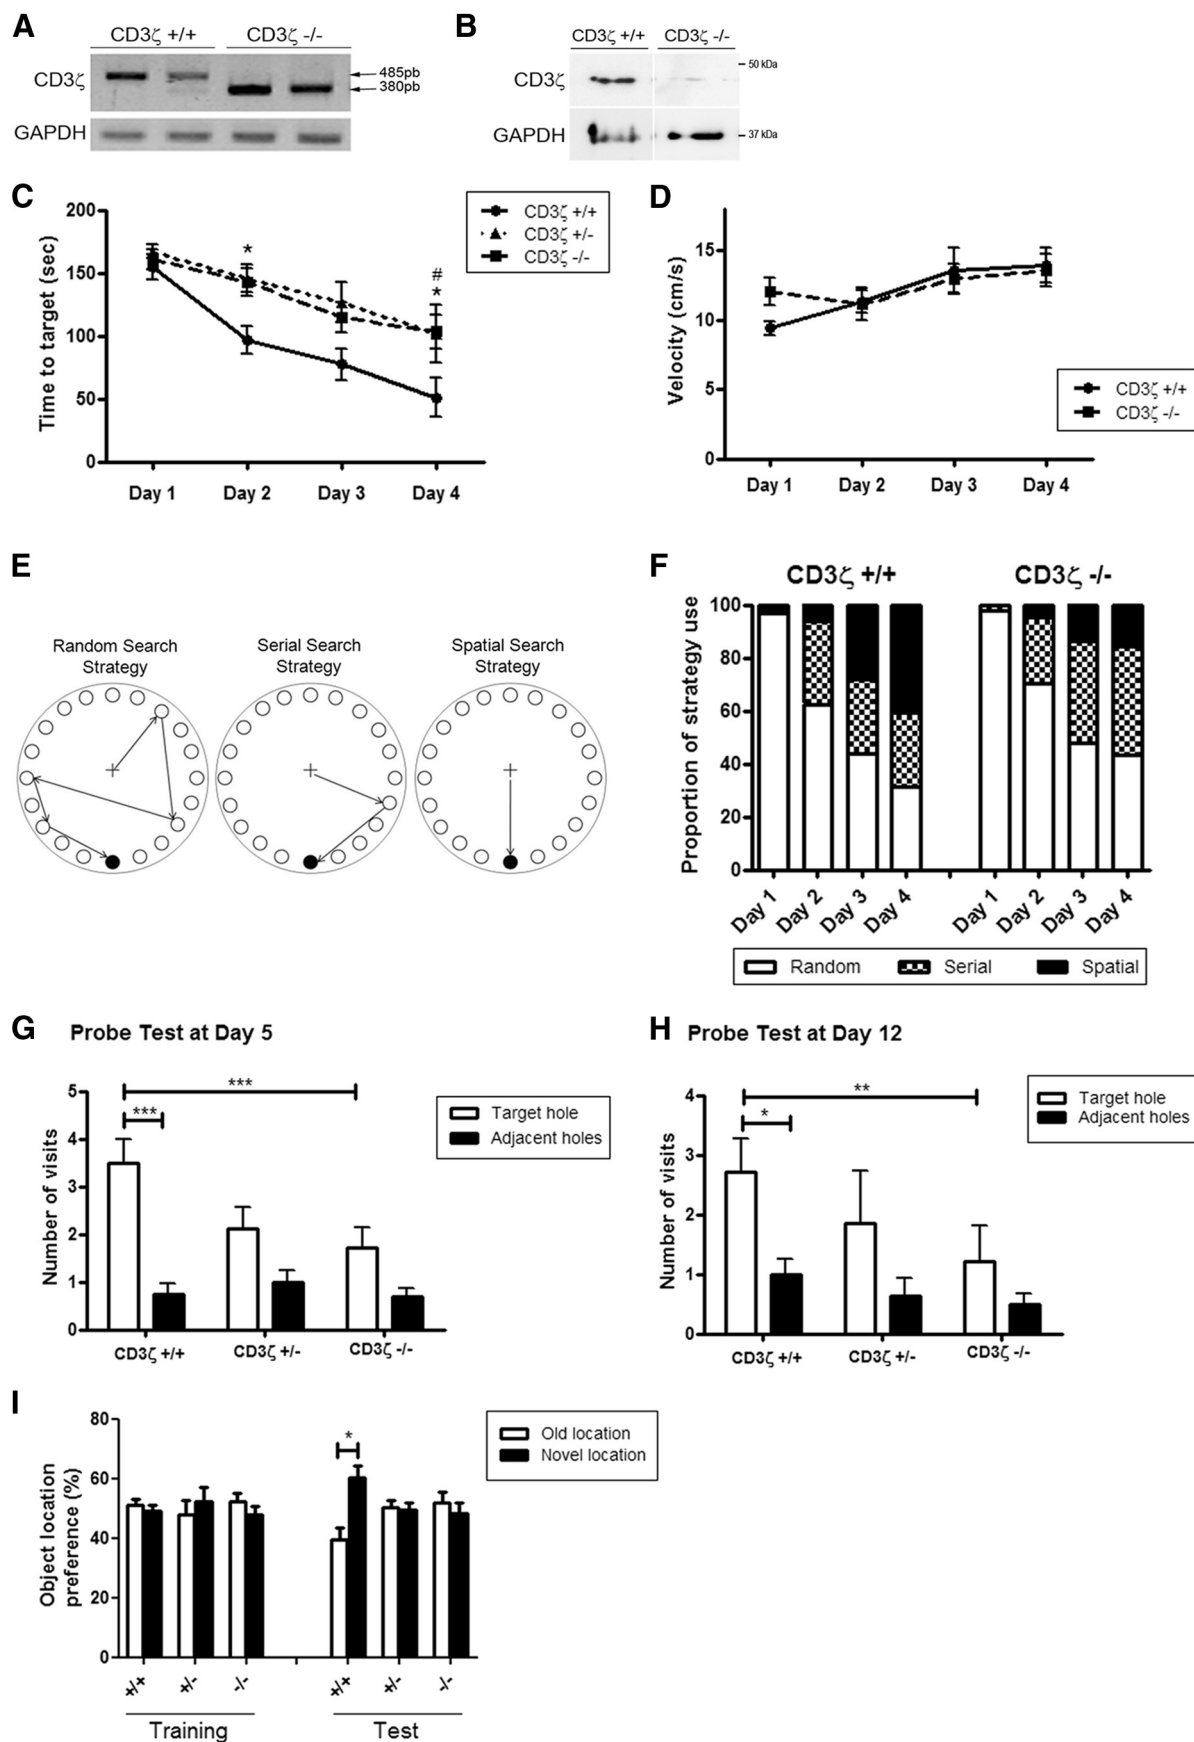 A
CD3ζ +/+
CD3ζ -/-
CD3ζ
485pb
380pb
GAPDH
B
CD3ζ +/+
CD3ζ -/-
CD3ζ
50 kDa
GAPDH
37 kDa
C
Time to target (sec)
200
150
100
50
0
*
#
*
Day 1
Day 2
Day 3
Day 4
CD3ζ +/+
CD3ζ +/-
CD3ζ -/-
D
Velocity (cm/s)
15
10
5
0
Day 1
Day 2
Day 3
Day 4
CD3ζ +/+
CD3ζ -/-
E
Random Search
Strategy
Serial Search
Strategy
Spatial Search
Strategy
F
CD3ζ +/+
CD3ζ -/-
Proportion of strategy use
100
80
60
40
20
0
Day 1
Day 2
Day 3
Day 4
Day 1
Day 2
Day 3
Day 4
Random
Serial
Spatial
G
Probe Test at Day 5
Number of visits
5
4
3
2
1
0
***
***
CD3ζ +/+
CD3ζ +/-
CD3ζ -/-
Target hole
Adjacent holes
H
Probe Test at Day 12
Number of visits
4
3
2
1
0
**
*
CD3ζ +/+
CD3ζ +/-
CD3ζ -/-
Target hole
Adjacent holes
I
Object location
preference (%)
80
60
40
20
0
*
+/+
+/-
-/-
+/+
+/-
-/-
Training
Test
Old location
Novel location